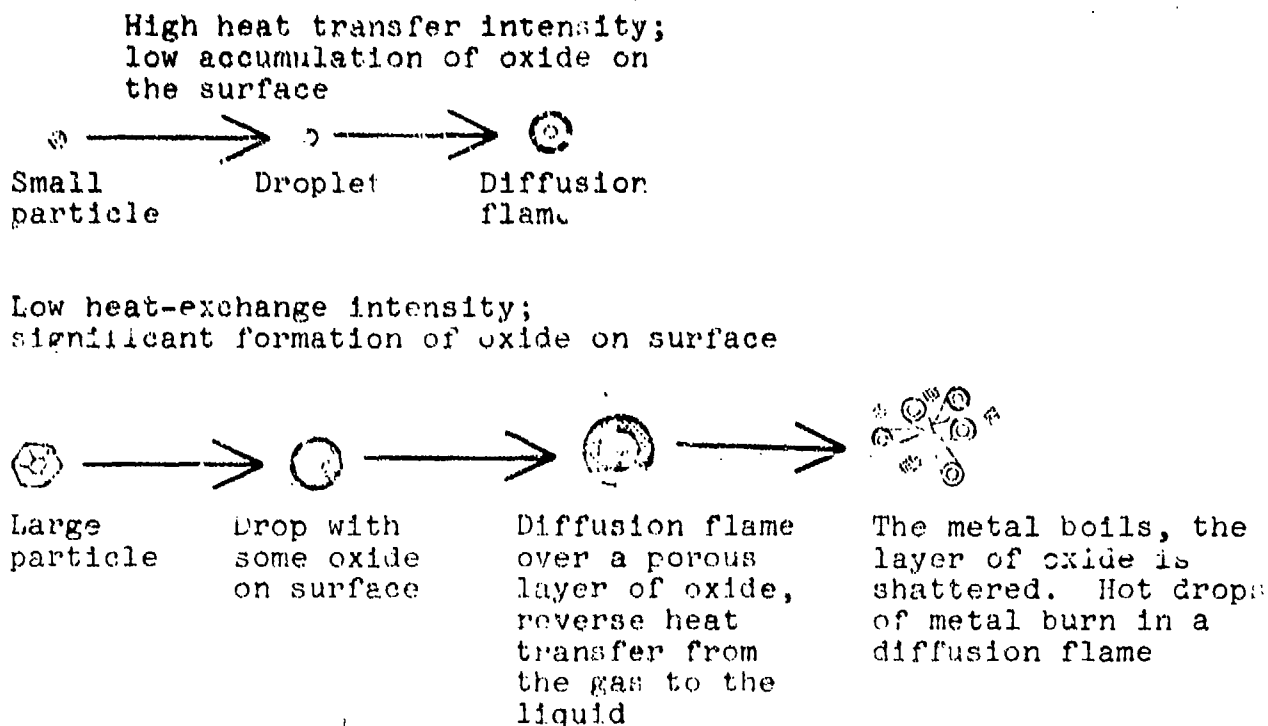 High heat transfer intensity;
low accumulation of oxide on
the surface
Small
particle
Droplet
Diffusion
flame
Low heat-exchange intensity;
significant formation of oxide on surface
Large
particle
Drop with
some oxide
on surface
Diffusion flame
over a porous
layer of oxide,
reverse heat
transfer from
the gas to the
liquid
The metal boils, the
layer of oxide is
shattered. Hot drops
of metal burn in a
diffusion flame